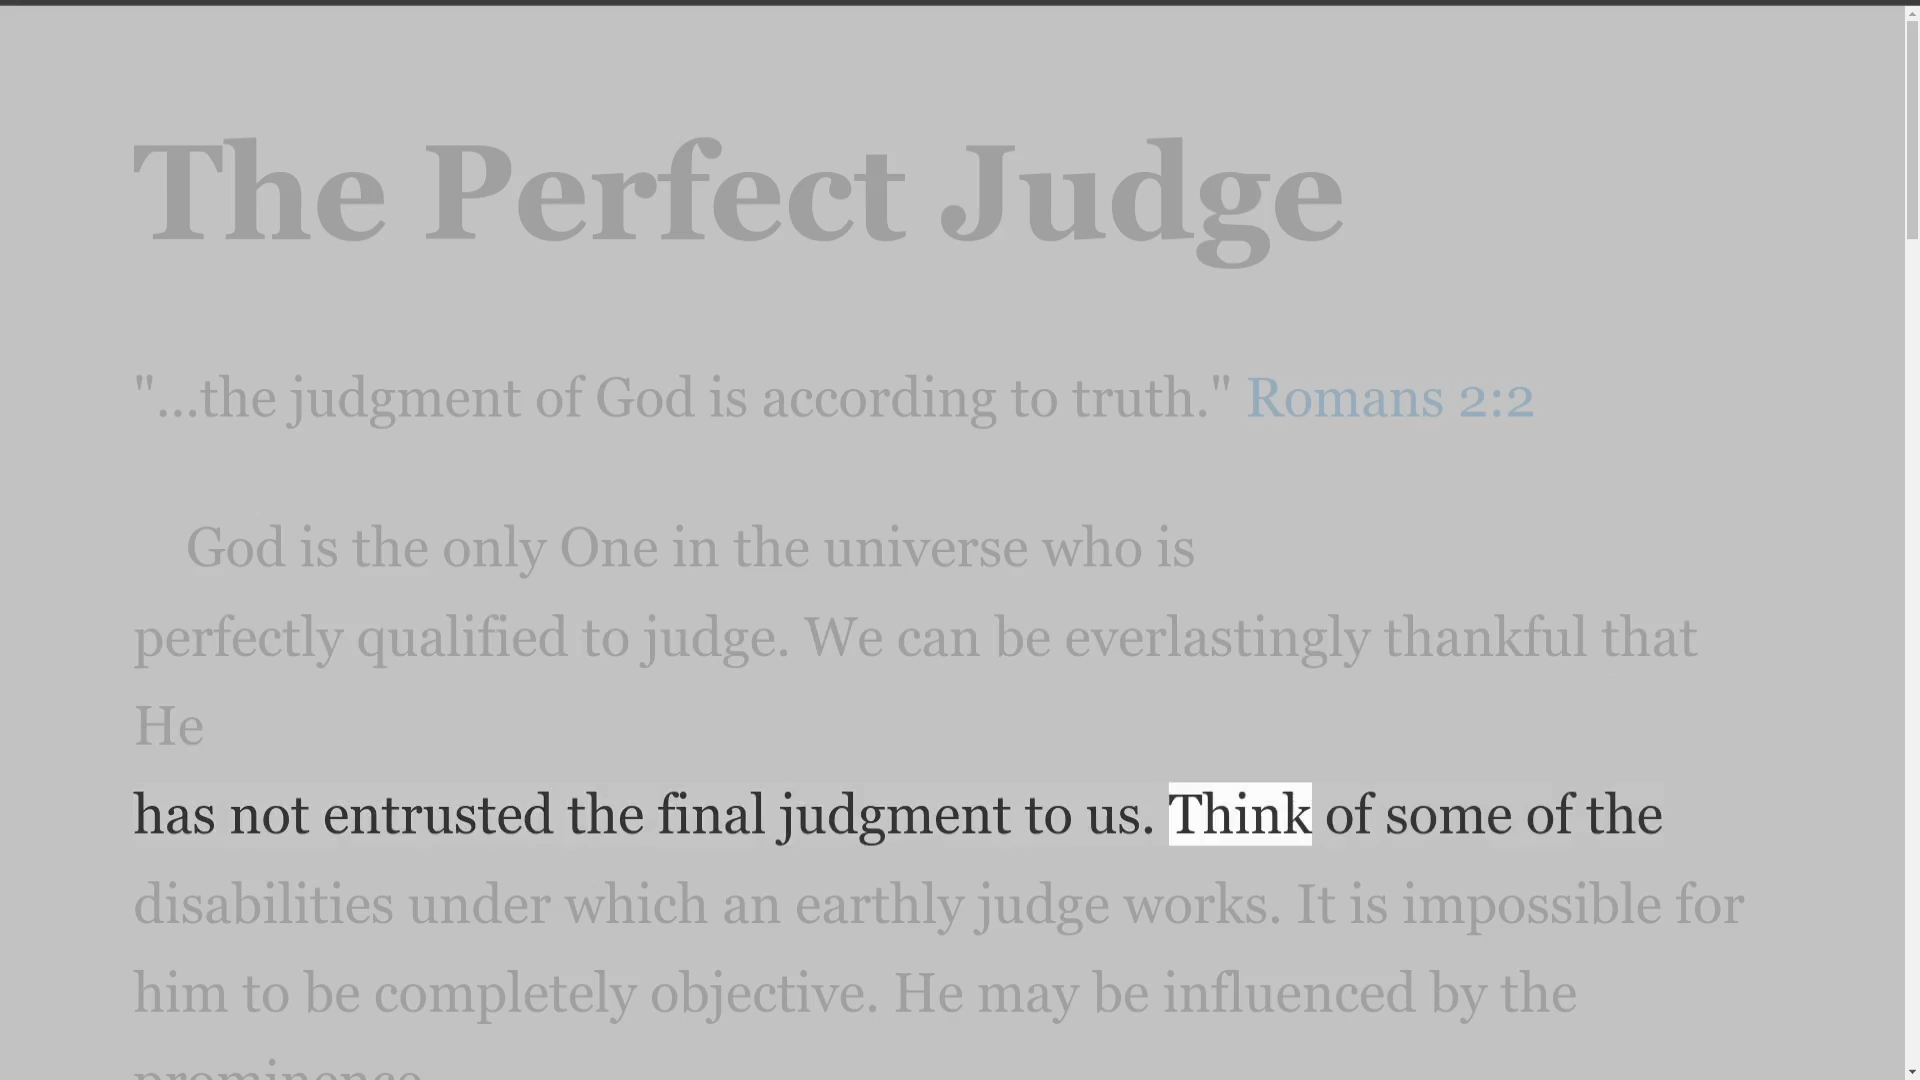 The Perfect Judge
"...the judgment of God is according to truth." Romans 2:2
God is the only One in the universe who is
perfectly qualified to judge. We can be everlastingly thankful that
He
has not entrusted the final judgment to us. Think of some of the
disabilities under which an earthly judge works. It is impossible for
him to be completely objective. He may be influenced by the
prominence